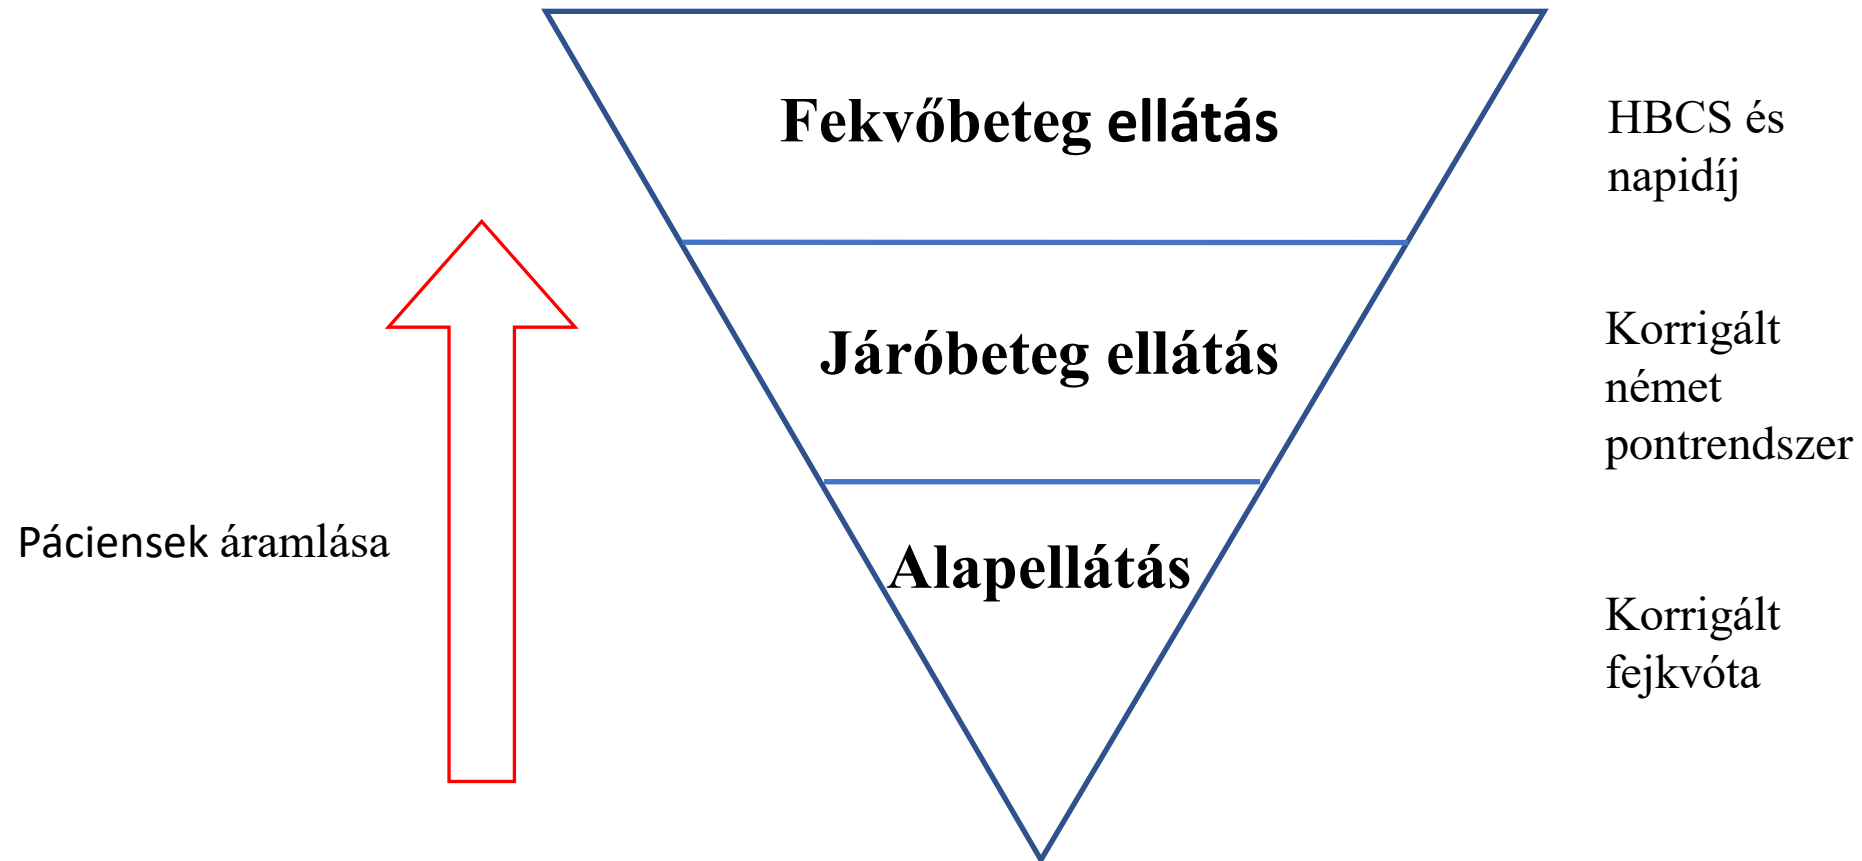 Fekvőbeteg ellátás
HBCS és
napidíj
Járóbeteg ellátás
Korrigált
német
pontrendszer
Páciensek áramlása
Alapellátás
Korrigált
fejkvóta